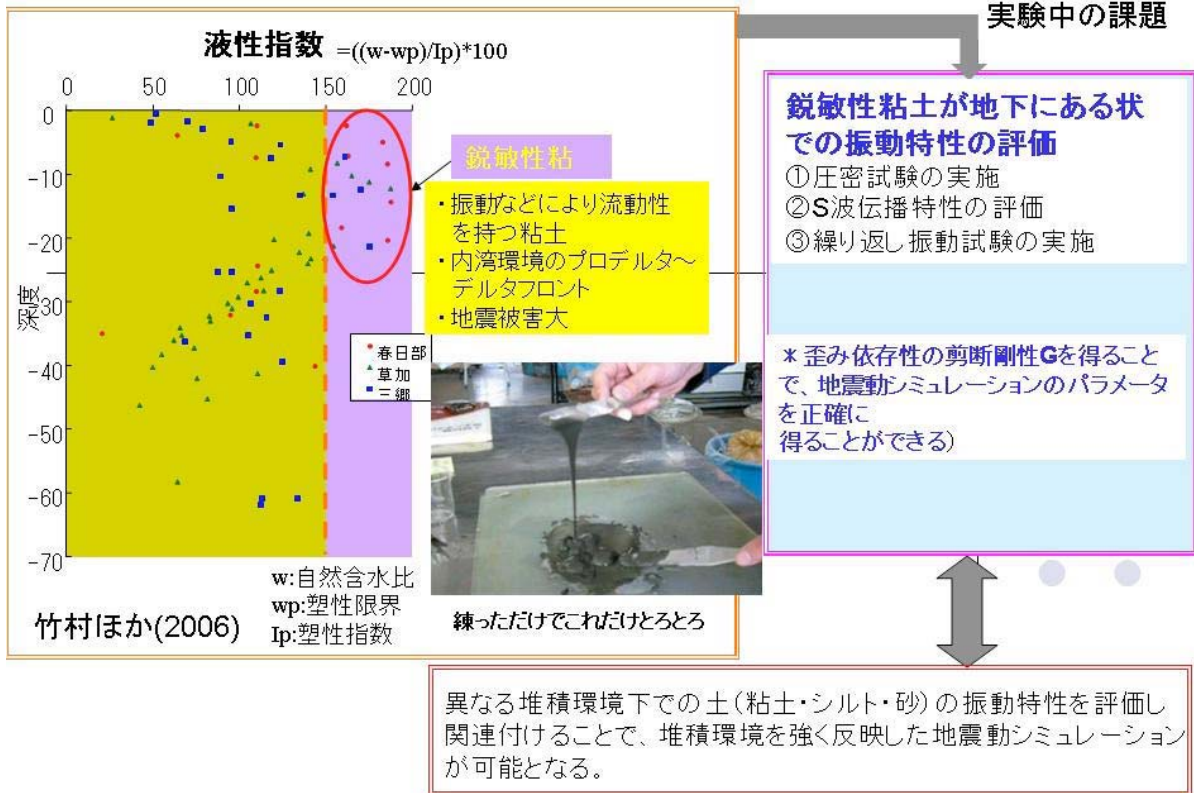 実験中の課題
液性指数 =((w-wp)/Ip)*100
0 50 100 150 200
0
-10
-20
-30
-40
-50
-60
-70
深度
鋭敏性粘
・振動などにより流動性
を持つ粘土
・内湾環境のプロデルタ～
デルタフロント
・地震被害大
春日部
草加
三郷
w:自然含水比
wp:塑性限界
Ip:塑性指数
竹村ほか(2006)
練っただけでこれだけとろとろ
鋭敏性粘土が地下にある状
での振動特性の評価
①圧密試験の実施
②S波伝播特性の評価
③繰り返し振動試験の実施
＊歪み依存性の剪断剛性Gを得ること
で、地震動シミュレーションのパラメータ
を正確に
得ることができる)
異なる堆積環境下での土(粘土・シルト・砂)の振動特性を評価し
関連付けることで、堆積環境を強く反映した地震動シミュレーション
が可能となる。